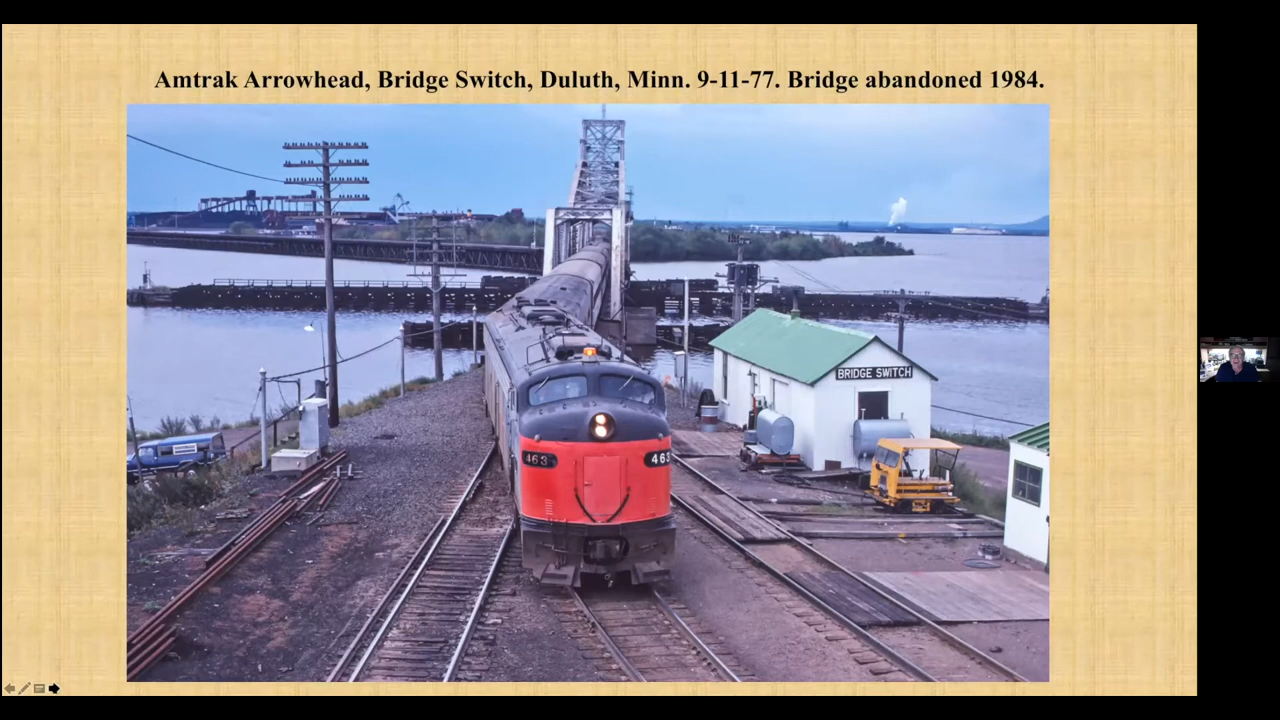 Amtrak Arrowhead, Bridge Switch, Duluth, Minn. 9-11-77. Bridge abandoned 1984.
BRIDGE SWITCH
463
463